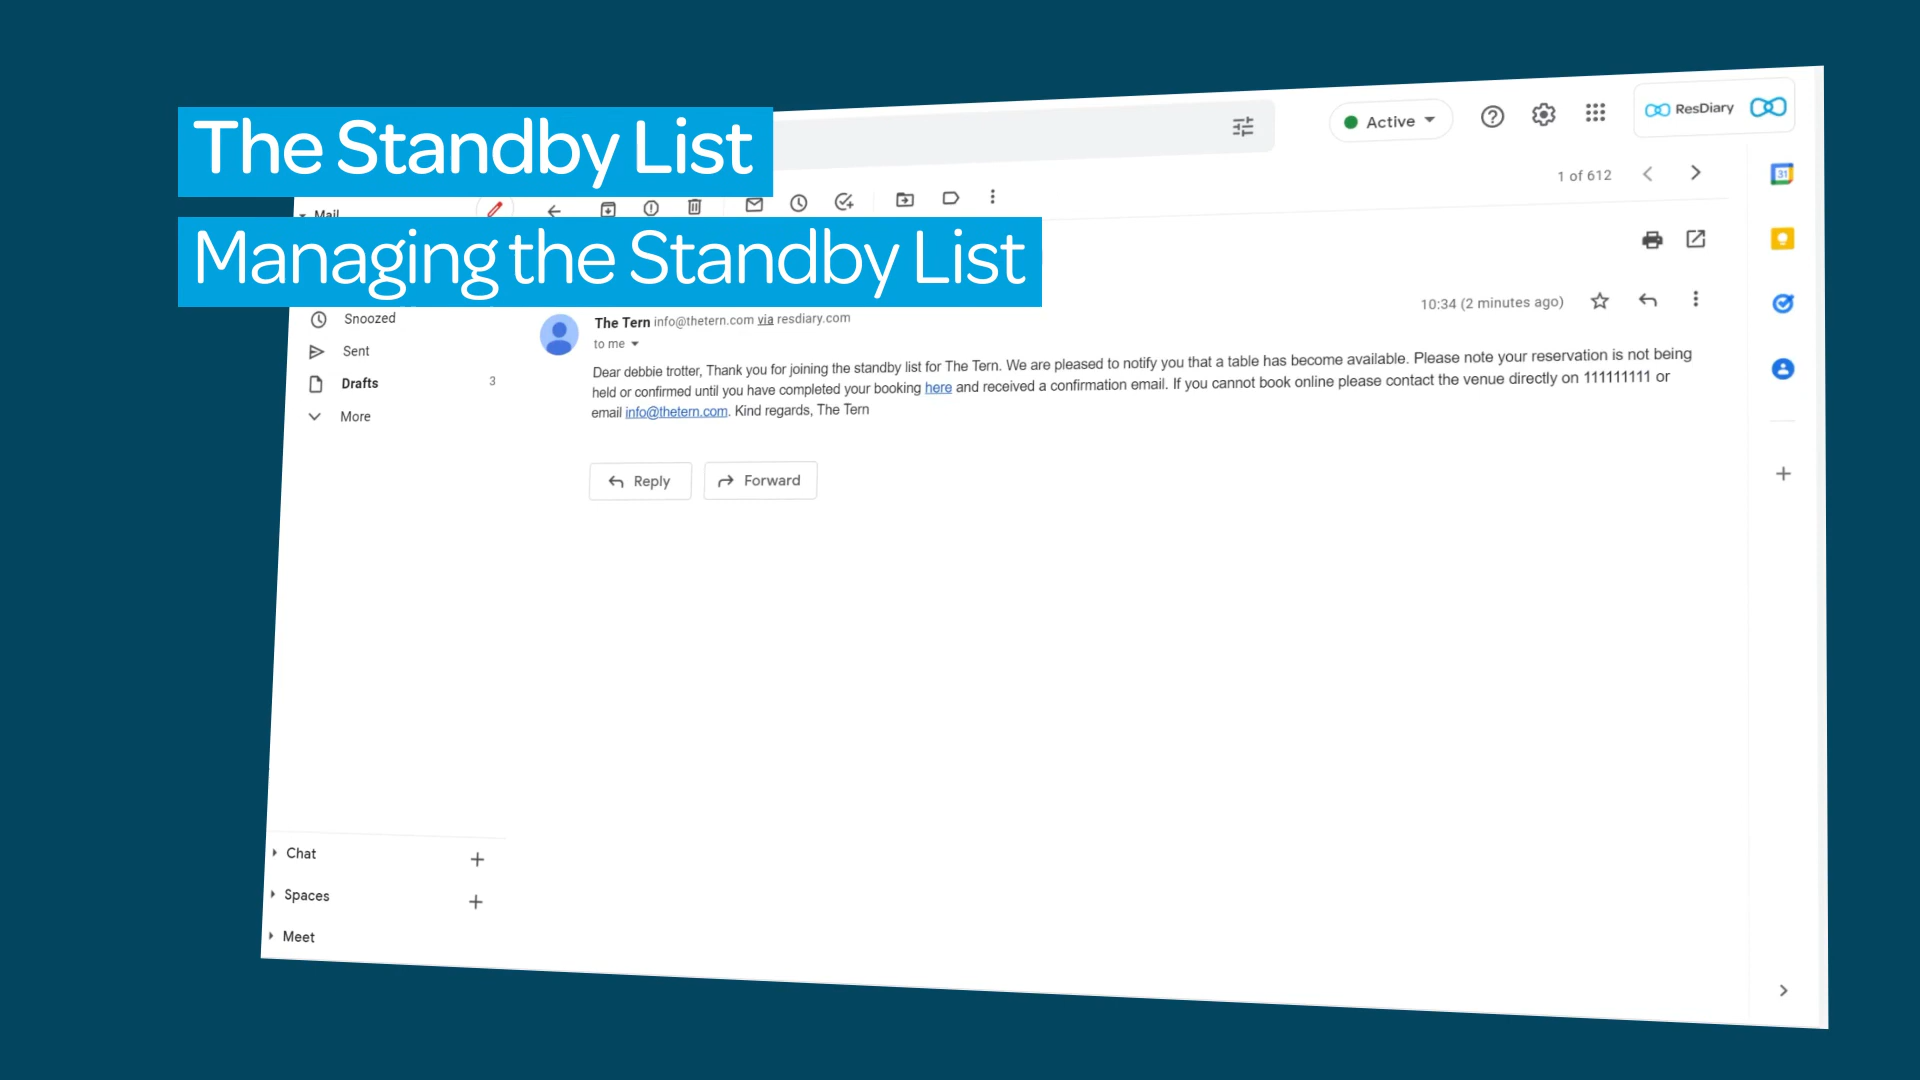 The Standby List
Managing the Standby List
Active
ResDiary
1 of 612
31
Mail
Snoozed
Sent
Drafts 3
More
The Tern info@thetern.com via resdiary.com
10:34 (2 minutes ago)
to me
Dear debbie trotter, Thank you for joining the standby list for The Tern. We are pleased to notify you that a table has become available. Please note your reservation is not being
held or confirmed until you have completed your booking here and received a confirmation email. If you cannot book online please contact the venue directly on 111111111 or
email info@thetern.com. Kind regards, The Tern
Reply
Forward
Chat
Spaces
Meet